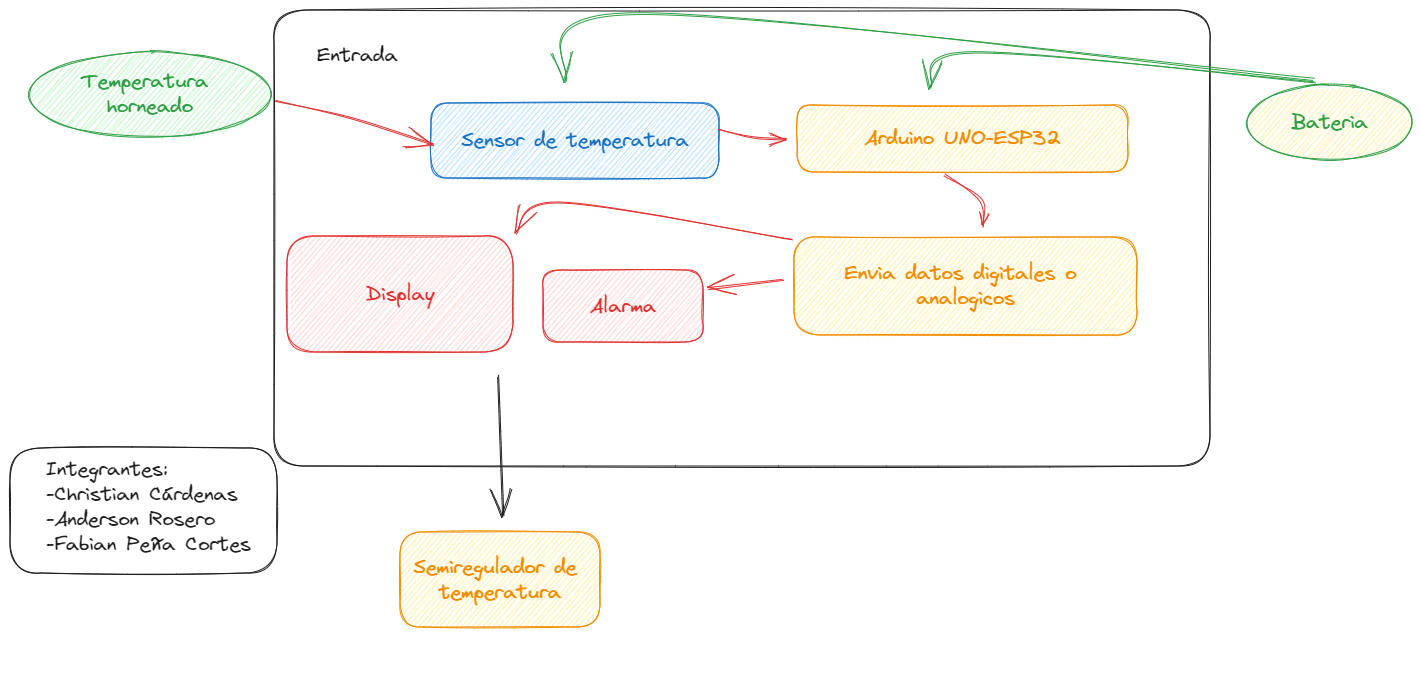 Entrada
Temperatura
horneado
Sensor de temperatura
Arduino UNO-ESP32
Bateria
Display
Alarma
Envia datos digitales o
analogicos
Integrantes:
-Christian Cárdenas
-Anderson Rosero
-Fabian Peña Cortes
Semiregulador de
temperatura